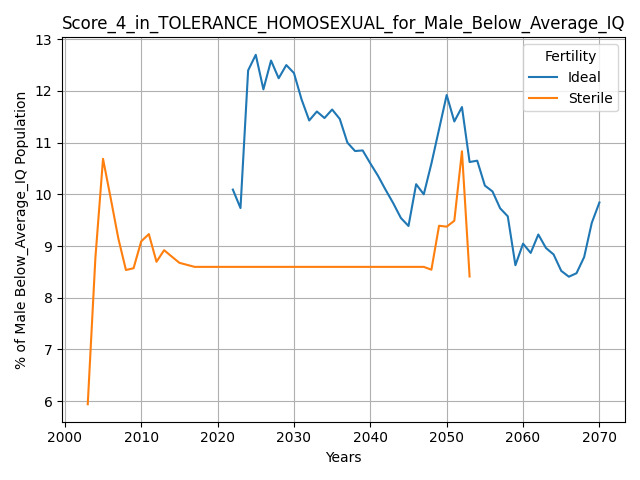 Score_4_in_TOLERANCE_HOMOSEXUAL_for_Male_Below_Average_IQ
13
12
11
10
9
8
7
6
% of Male Below_Average_IQ Population
Fertility
Ideal
Sterile
2000 2010 2020 2030 2040 2050 2060 2070
Years